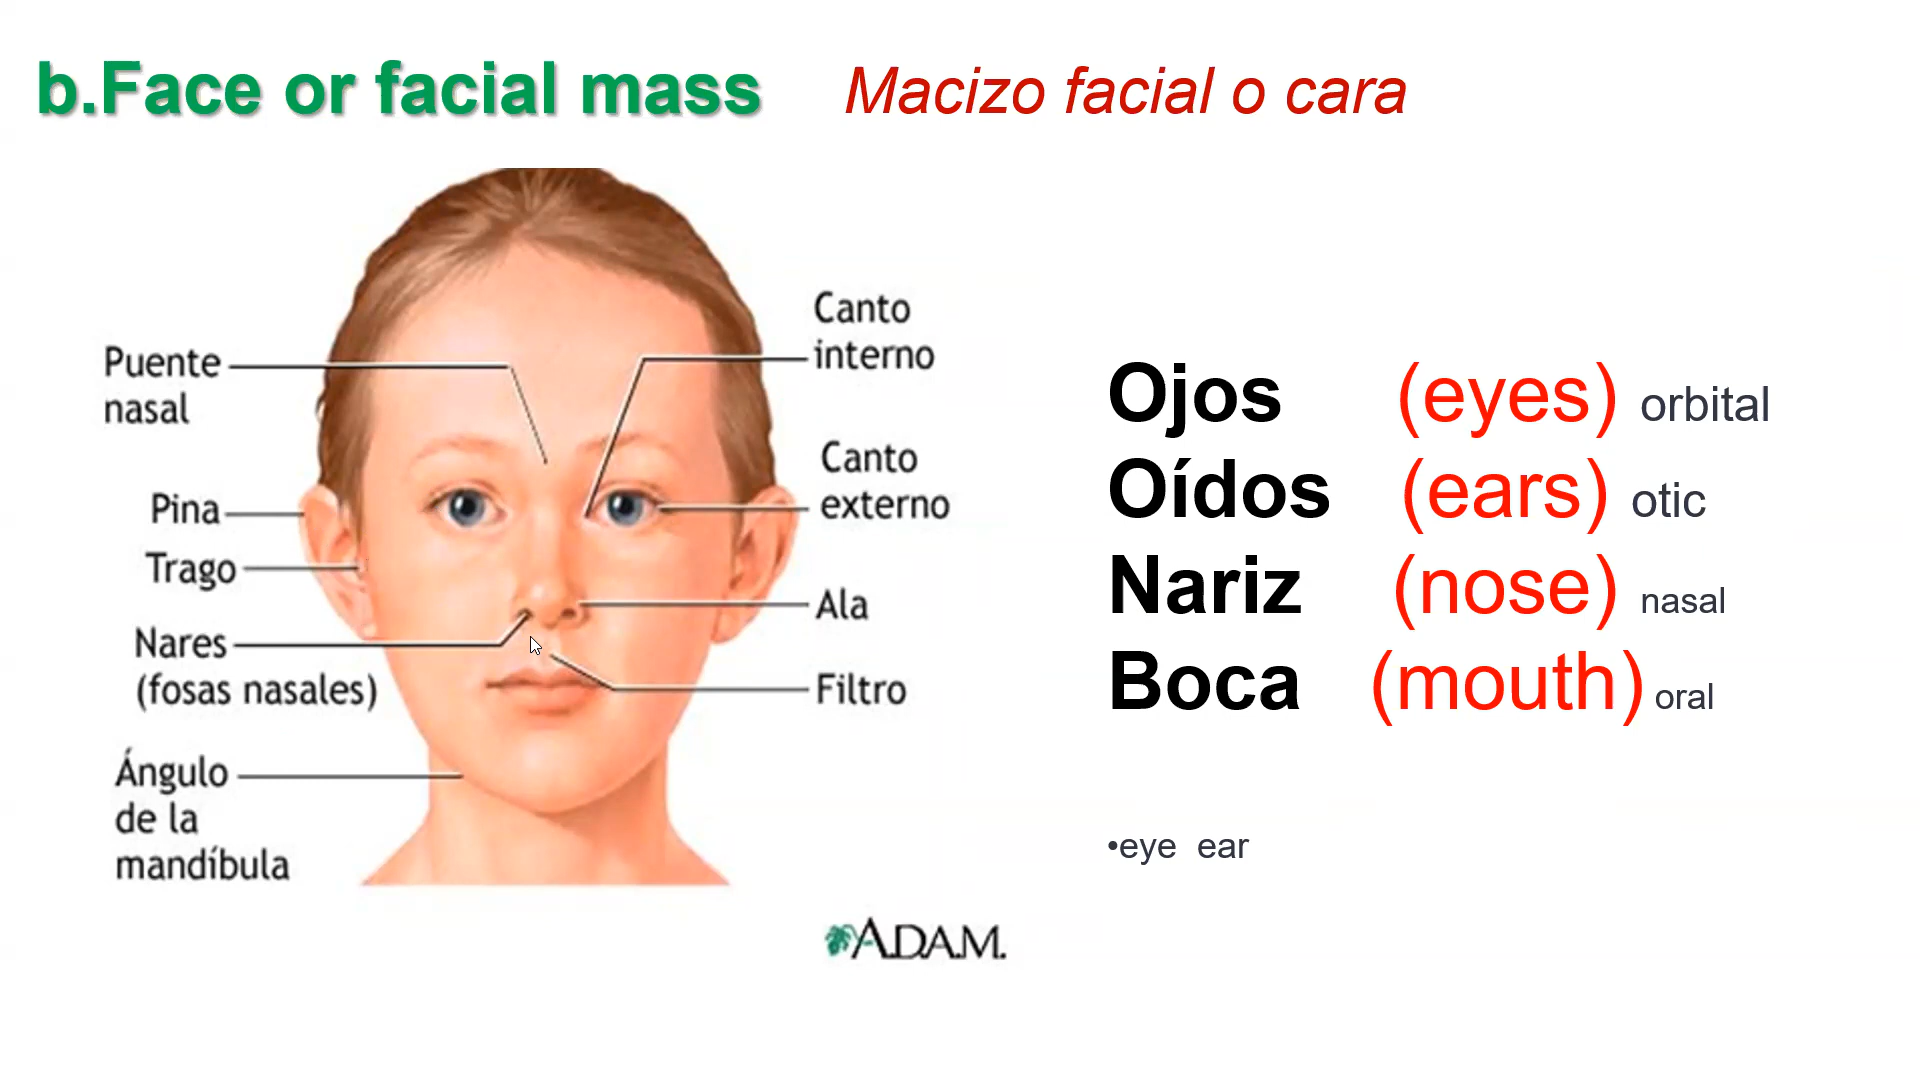 b.Face or facial mass Macizo facial o cara
Puente
nasal
Pina
Trago
Nares
(fosas nasales)
Ángulo
de la
mandíbula
Canto
interno
Canto
externo
Ala
Filtro
A.D.A.M.
Ojos (eyes) orbital
Oídos (ears) otic
Nariz (nose) nasal
Boca (mouth) oral
•eye ear